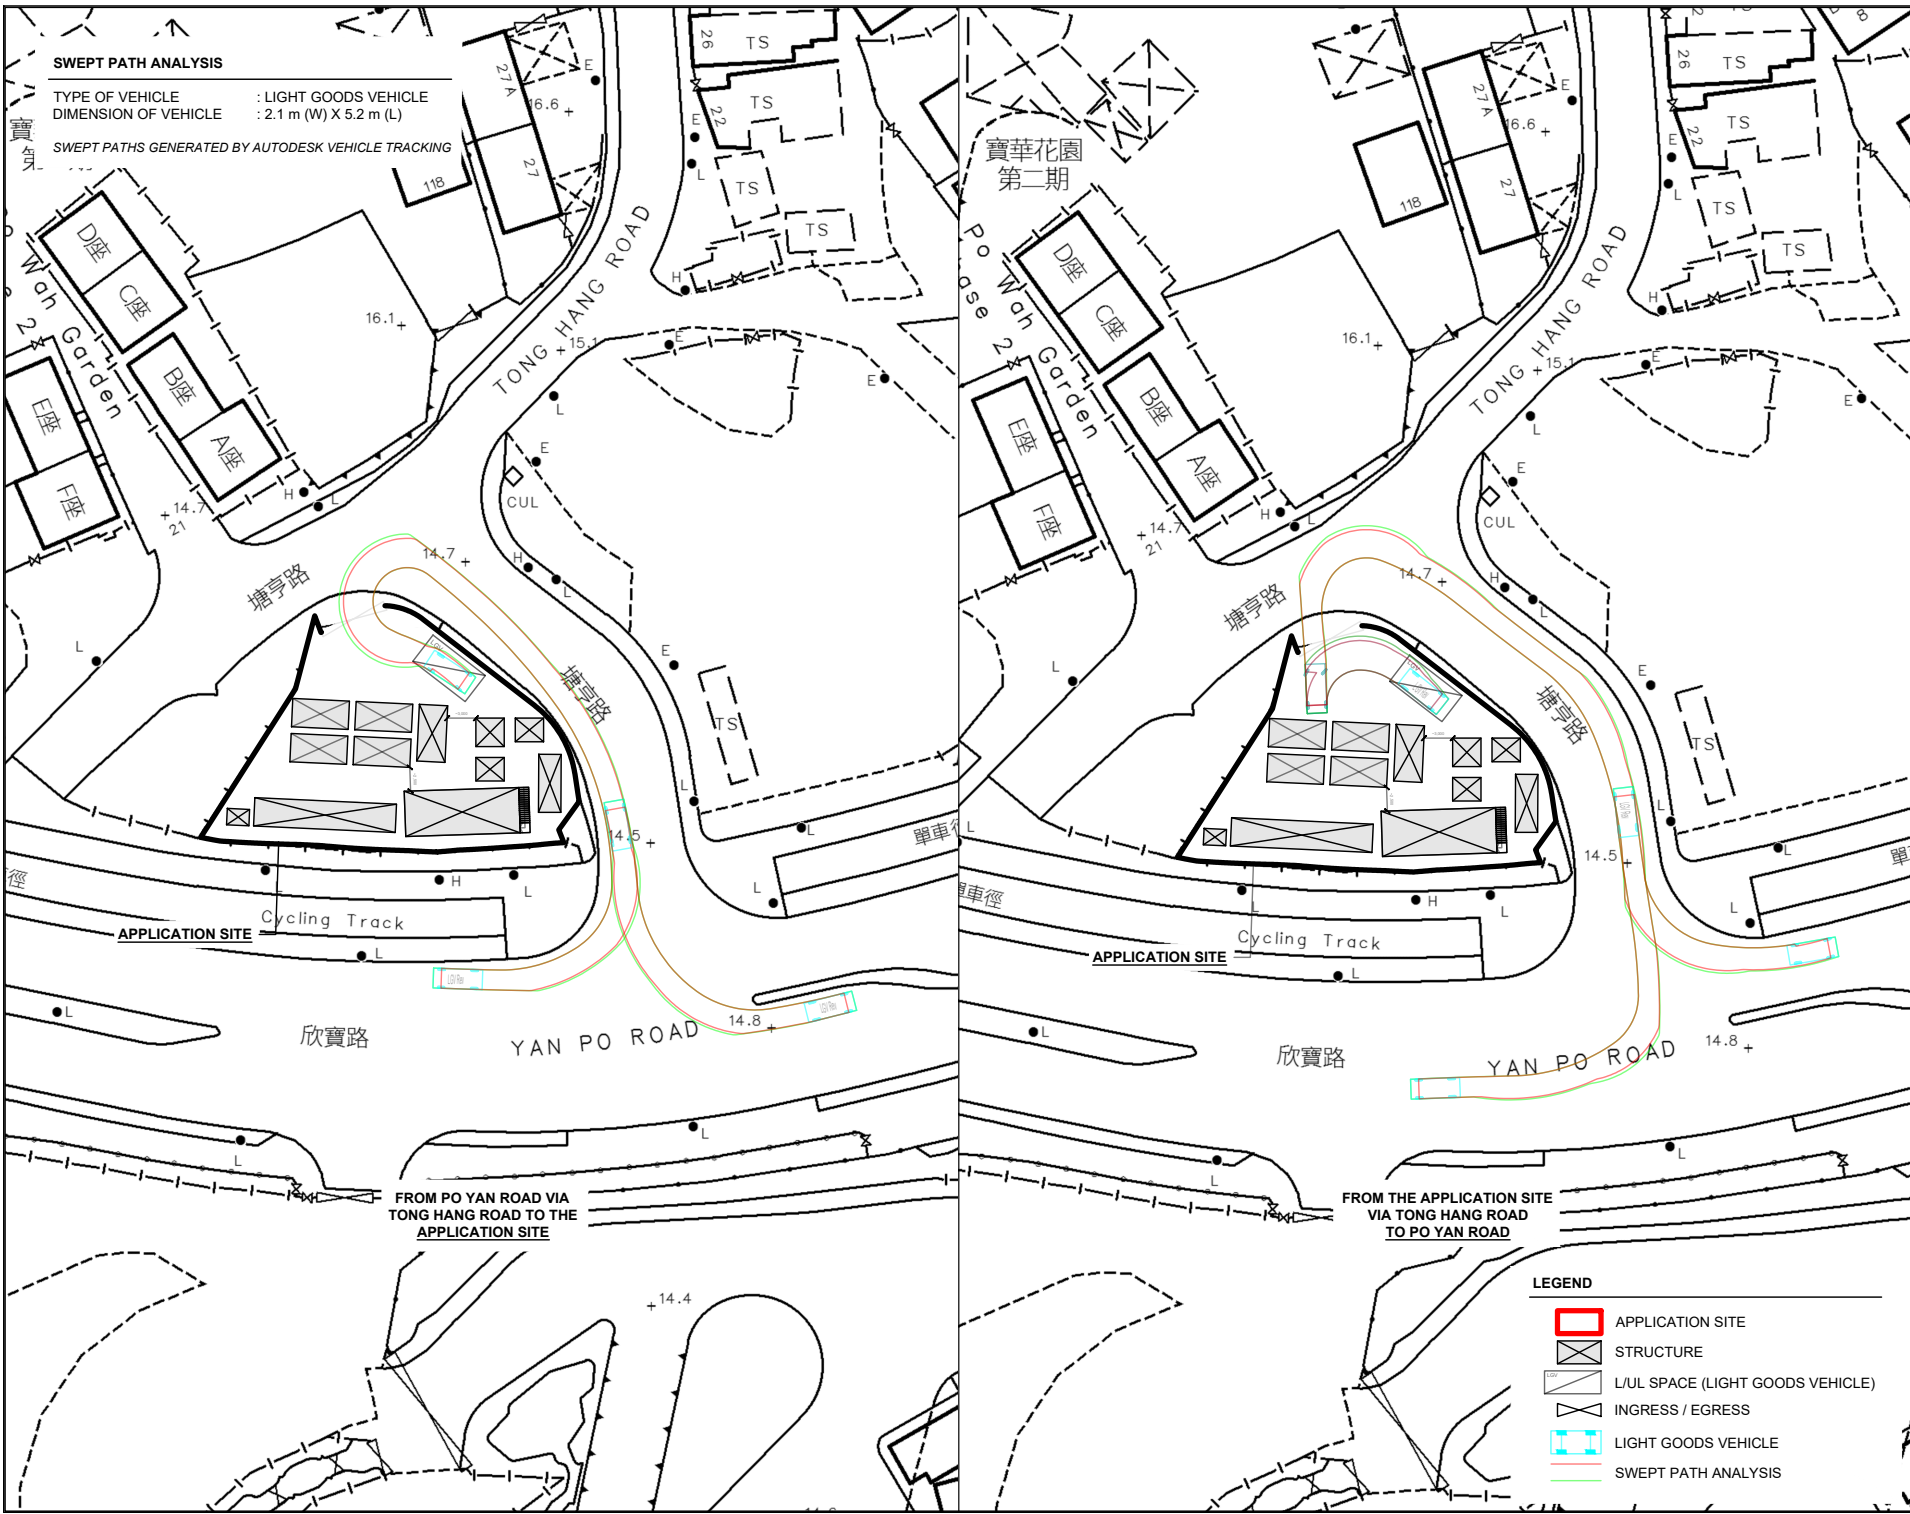 SWEPT PATH ANALYSIS
TYPE OF VEHICLE : LIGHT GOODS VEHICLE
DIMENSION OF VEHICLE : 2.1 m (W) X 5.2 m (L)
SWEPT PATHS GENERATED BY AUTODESK VEHICLE TRACKING
26
TS
27A
E
16.6
22
TS
E
27
118
L
TS
TS
D座
C座
Wah Garden
2
16.1
H
TONG HANG ROAD
15.1
E
B座
A座
E座
F座
E
L
E
CUL
H
L
14.7
21
14.7
H
L
塘亨路
LGV
L
E
塘亨路
TS
L
14.5
L
單車徑
徑
L
H
L
Cycling Track
APPLICATION SITE
L
L
14.8
欣寶路
YAN PO ROAD
L
L
L
FROM PO YAN ROAD VIA
TONG HANG ROAD TO THE
APPLICATION SITE
14.4
寶華花園
第二期
26
TS
8
27A
E
16.6
22
TS
E
27
118
L
TS
TS
Po Wah Garden
2
D座
C座
16.1
H
TONG HANG ROAD
15.1
E
B座
A座
E座
F座
E
L
E
CUL
H
L
14.7
21
14.7
H
L
塘亨路
L
E
塘亨路
TS
L
14.5
L
L
單車徑
L
H
L
L
Cycling Track
APPLICATION SITE
L
L
14.8
欣寶路
YAN PO ROAD
L
L
FROM THE APPLICATION SITE
VIA TONG HANG ROAD
TO PO YAN ROAD
LEGEND
APPLICATION SITE
STRUCTURE
LGV
L/UL SPACE (LIGHT GOODS VEHICLE)
INGRESS / EGRESS
LIGHT GOODS VEHICLE
SWEPT PATH ANALYSIS